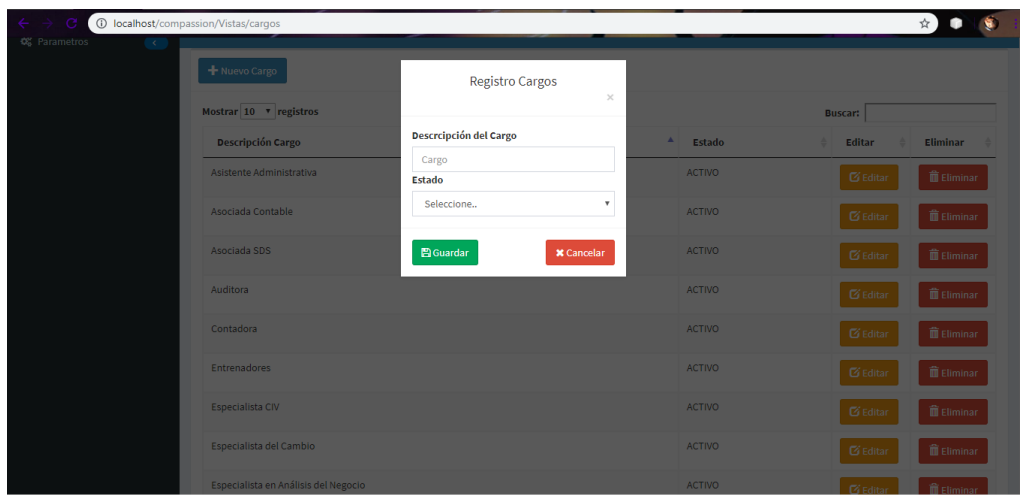 localhost/compassion/Vistas/cargos
Parametros
Nuevo Cargo
Registro Cargos
×
Mostrar 10 registros
Buscar:
Descripción Cargo Estado Editar Eliminar
Descrcipción del Cargo
Cargo
Estado
Seleccione..
Guardar Cancelar
Asistente Administrativa ACTIVO Editar Eliminar
Asociada Contable ACTIVO Editar Eliminar
Asociada SDS ACTIVO Editar Eliminar
Auditora ACTIVO Editar Eliminar
Contadora ACTIVO Editar Eliminar
Entrenadores ACTIVO Editar Eliminar
Especialista CIV ACTIVO Editar Eliminar
Especialista del Cambio ACTIVO Editar Eliminar
Especialista en Análisis del Negocio ACTIVO Editar Eliminar